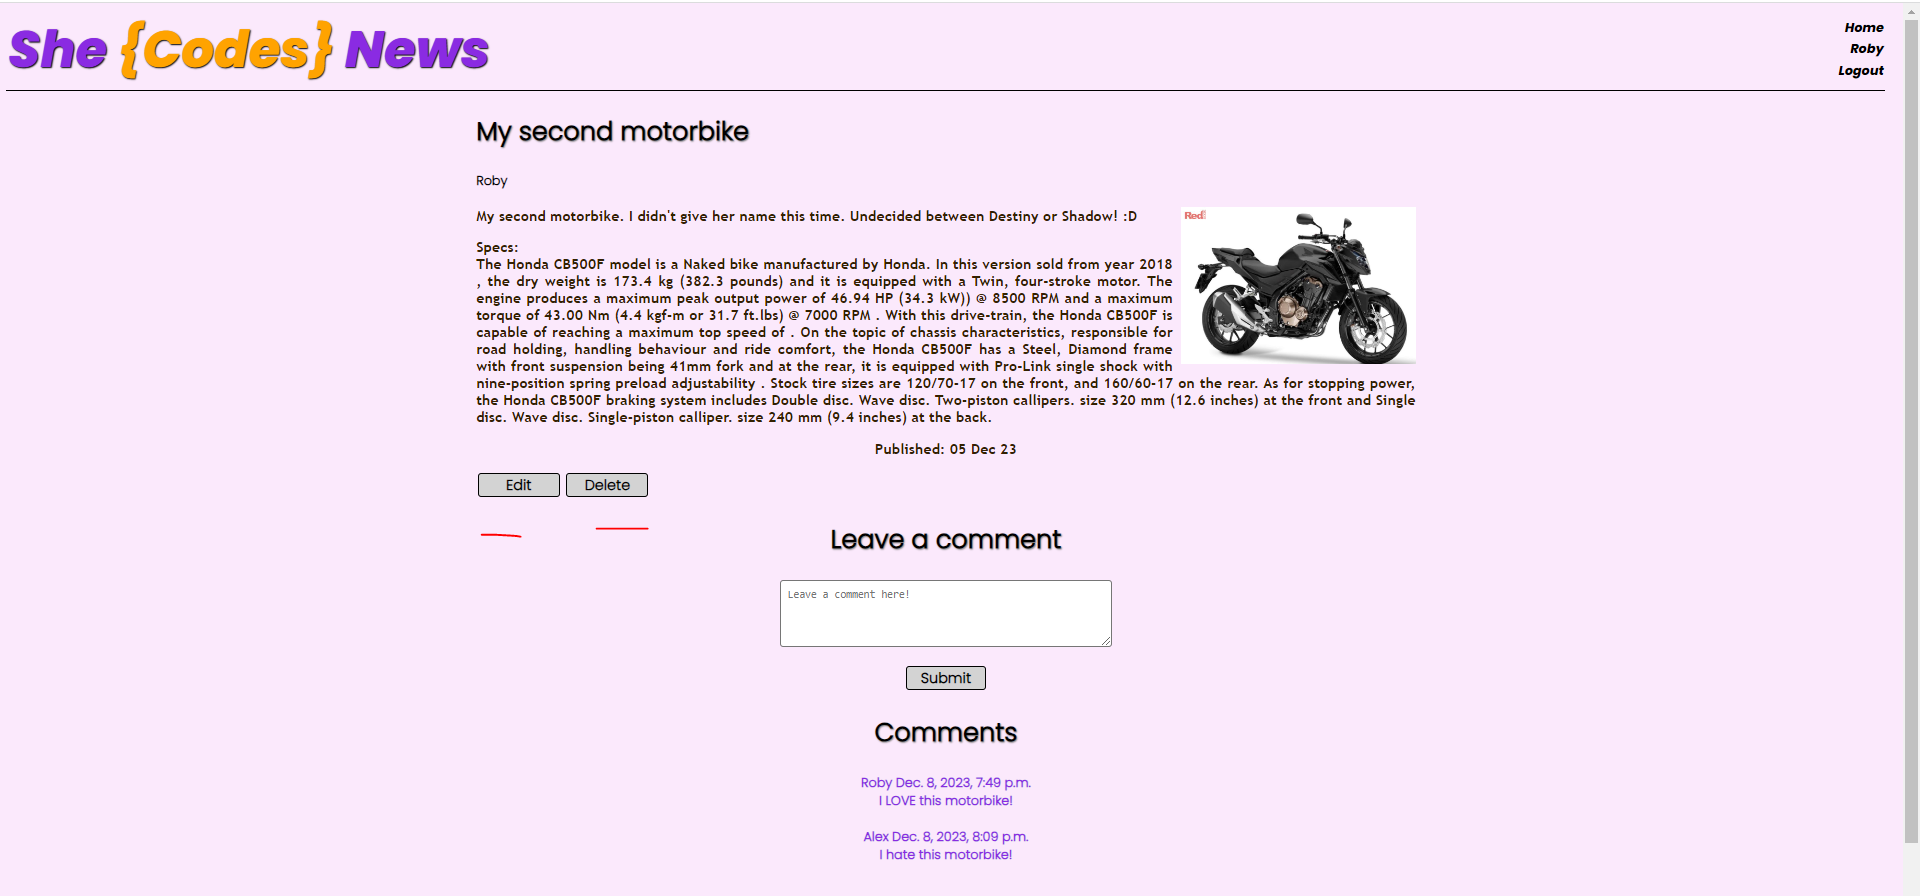 She {Codes} News
Home
Roby
Logout
My second motorbike
Roby
My second motorbike. I didn't give her name this time. Undecided between Destiny or Shadow! :D
Red
Specs:
The Honda CB500F model is a Naked bike manufactured by Honda. In this version sold from year 2018
, the dry weight is 173.4 kg (382.3 pounds) and it is equipped with a Twin, four-stroke motor. The
engine produces a maximum peak output power of 46.94 HP (34.3 kW)) @ 8500 RPM and a maximum
torque of 43.00 Nm (4.4 kgf-m or 31.7 ft.lbs) @ 7000 RPM . With this drive-train, the Honda CB500F is
capable of reaching a maximum top speed of . On the topic of chassis characteristics, responsible for
road holding, handling behaviour and ride comfort, the Honda CB500F has a Steel, Diamond frame
with front suspension being 41mm fork and at the rear, it is equipped with Pro-Link single shock with
nine-position spring preload adjustability . Stock tire sizes are 120/70-17 on the front, and 160/60-17 on the rear. As for stopping power,
the Honda CB500F braking system includes Double disc. Wave disc. Two-piston callipers. size 320 mm (12.6 inches) at the front and Single
disc. Wave disc. Single-piston calliper. size 240 mm (9.4 inches) at the back.
Published: 05 Dec 23
Edit Delete
Leave a comment
Leave a comment here!
Submit
Comments
Roby Dec. 8, 2023, 7:49 p.m.
I LOVE this motorbike!
Alex Dec. 8, 2023, 8:09 p.m.
I hate this motorbike!